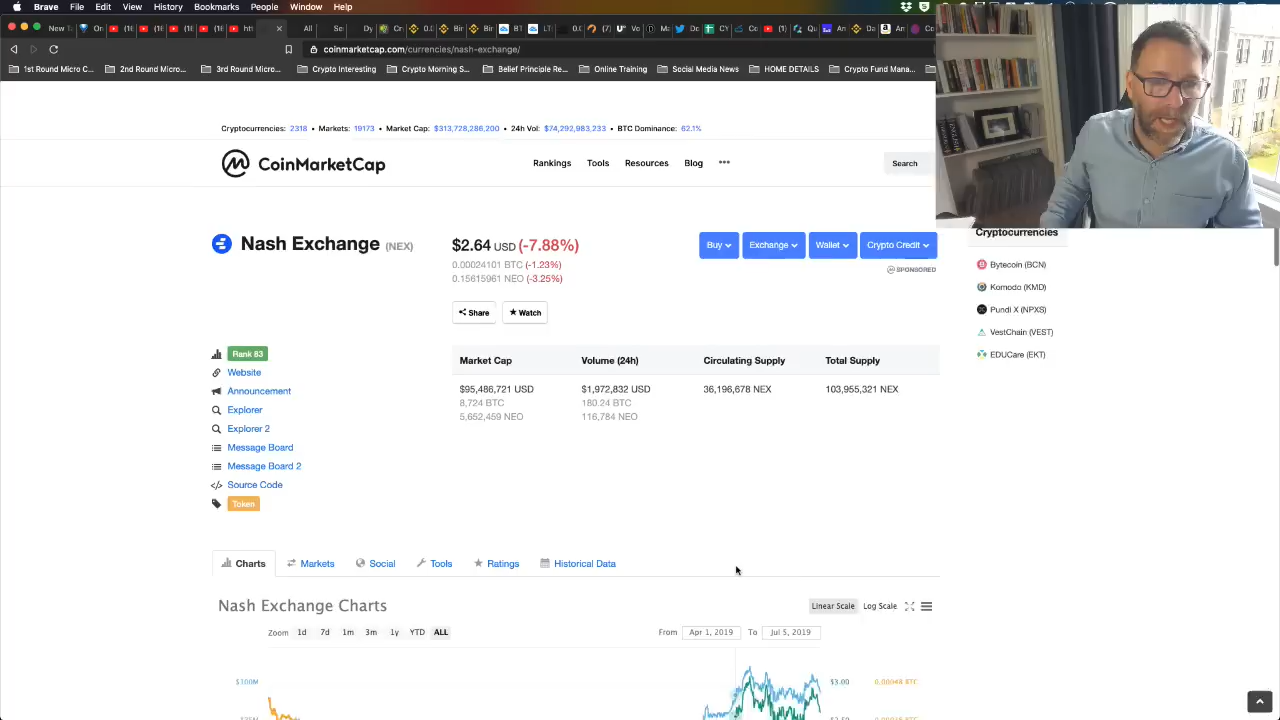 Brave File Edit View History Bookmarks People Window Help
coinmarketcap.com/currencies/nash-exchange/
1st Round Micro... 2nd Round Micro... 3rd Round Micro... Crypto Interesting Crypto Morning S... Belief Principle Re... Online Training Social Media News HOME DETAILS Crypto Fund Mana...
Cryptocurrencies: 2318 • Markets: 19173 • Market Cap: $313,728,286,200 • 24h Vol: $74,292,983,233 • BTC Dominance: 62.1%
CoinMarketCap Rankings Tools Resources Blog ••• Search
Nash Exchange (NEX) $2.64 USD (-7.88%) Buy Exchange Wallet Crypto Credit
0.00024101 BTC (-1.23%)
0.15615961 NEO (-3.25%)
SPONSORED
Share Watch
Cryptocurrencies
Bytecoin (BCN)
Komodo (KMD)
Pundi X (NPXS)
VestChain (VEST)
EDUCare (EKT)
Rank 83
Website
Announcement
Explorer
Explorer 2
Message Board
Message Board 2
Source Code
Token
Market Cap Volume (24h) Circulating Supply Total Supply
$95,486,721 USD $1,972,832 USD 36,196,678 NEX 103,955,321 NEX
8,724 BTC 180.24 BTC
5,652,459 NEO 116,784 NEO
Charts Markets Social Tools Ratings Historical Data
Nash Exchange Charts Linear Scale Log Scale
Zoom 1d 7d 1m 3m 1y YTD ALL From Apr 1, 2019 To Jul 5, 2019
$100M $3.00 0.00048 BTC